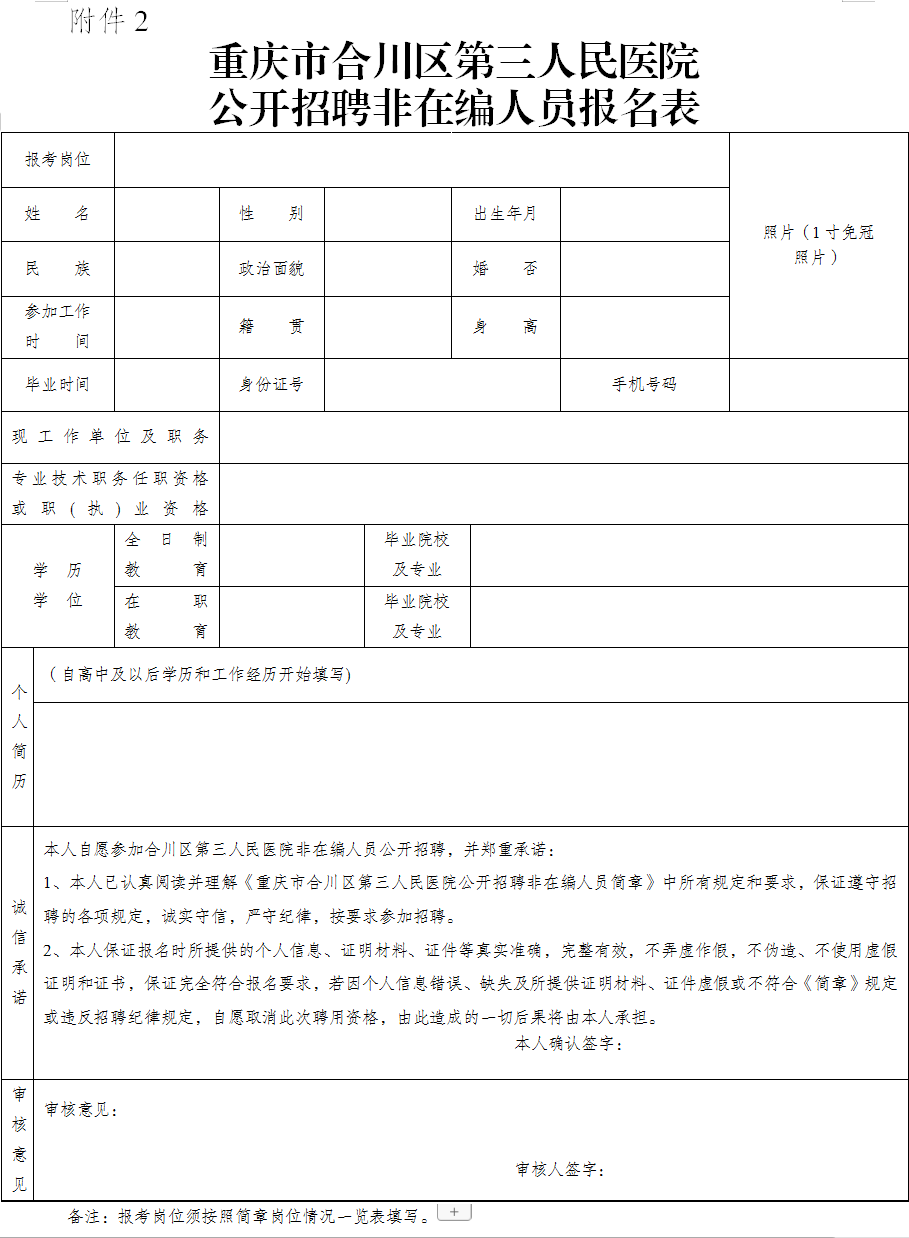 附件2
重庆市合川区第三人民医院
公开招聘非在编人员报名表
报考岗位
照片（1寸免冠
照片）
姓 名
性 别
出生年月
民 族
政治面貌
婚 否
参加工作
时 间
籍 贯
身 高
毕业时间
身份证号
手机号码
现工作单位及职务
专业技术职务任职资格
或职(执)业资格
学 历
学 位
全日制
教 育
毕业院校
及专业
在 职
教 育
毕业院校
及专业
个人简历
（自高中及以后学历和工作经历开始填写)
诚信承诺
本人自愿参加合川区第三人民医院非在编人员公开招聘，并郑重承诺：
1、本人已认真阅读并理解《重庆市合川区第三人民医院公开招聘非在编人员简章》中所有规定和要求，保证遵守招
聘的各项规定，诚实守信，严守纪律，按要求参加招聘。
2、本人保证报名时所提供的个人信息、证明材料、证件等真实准确，完整有效，不弄虚作假，不伪造、不使用虚假
证明和证书，保证完全符合报名要求，若因个人信息错误、缺失及所提供证明材料、证件虚假或不符合《简章》规定
或违反招聘纪律规定，自愿取消此次聘用资格，由此造成的一切后果将由本人承担。
本人确认签字：
审核意见
审核意见：
审核人签字：
备注：报考岗位须按照简章岗位情况一览表填写。